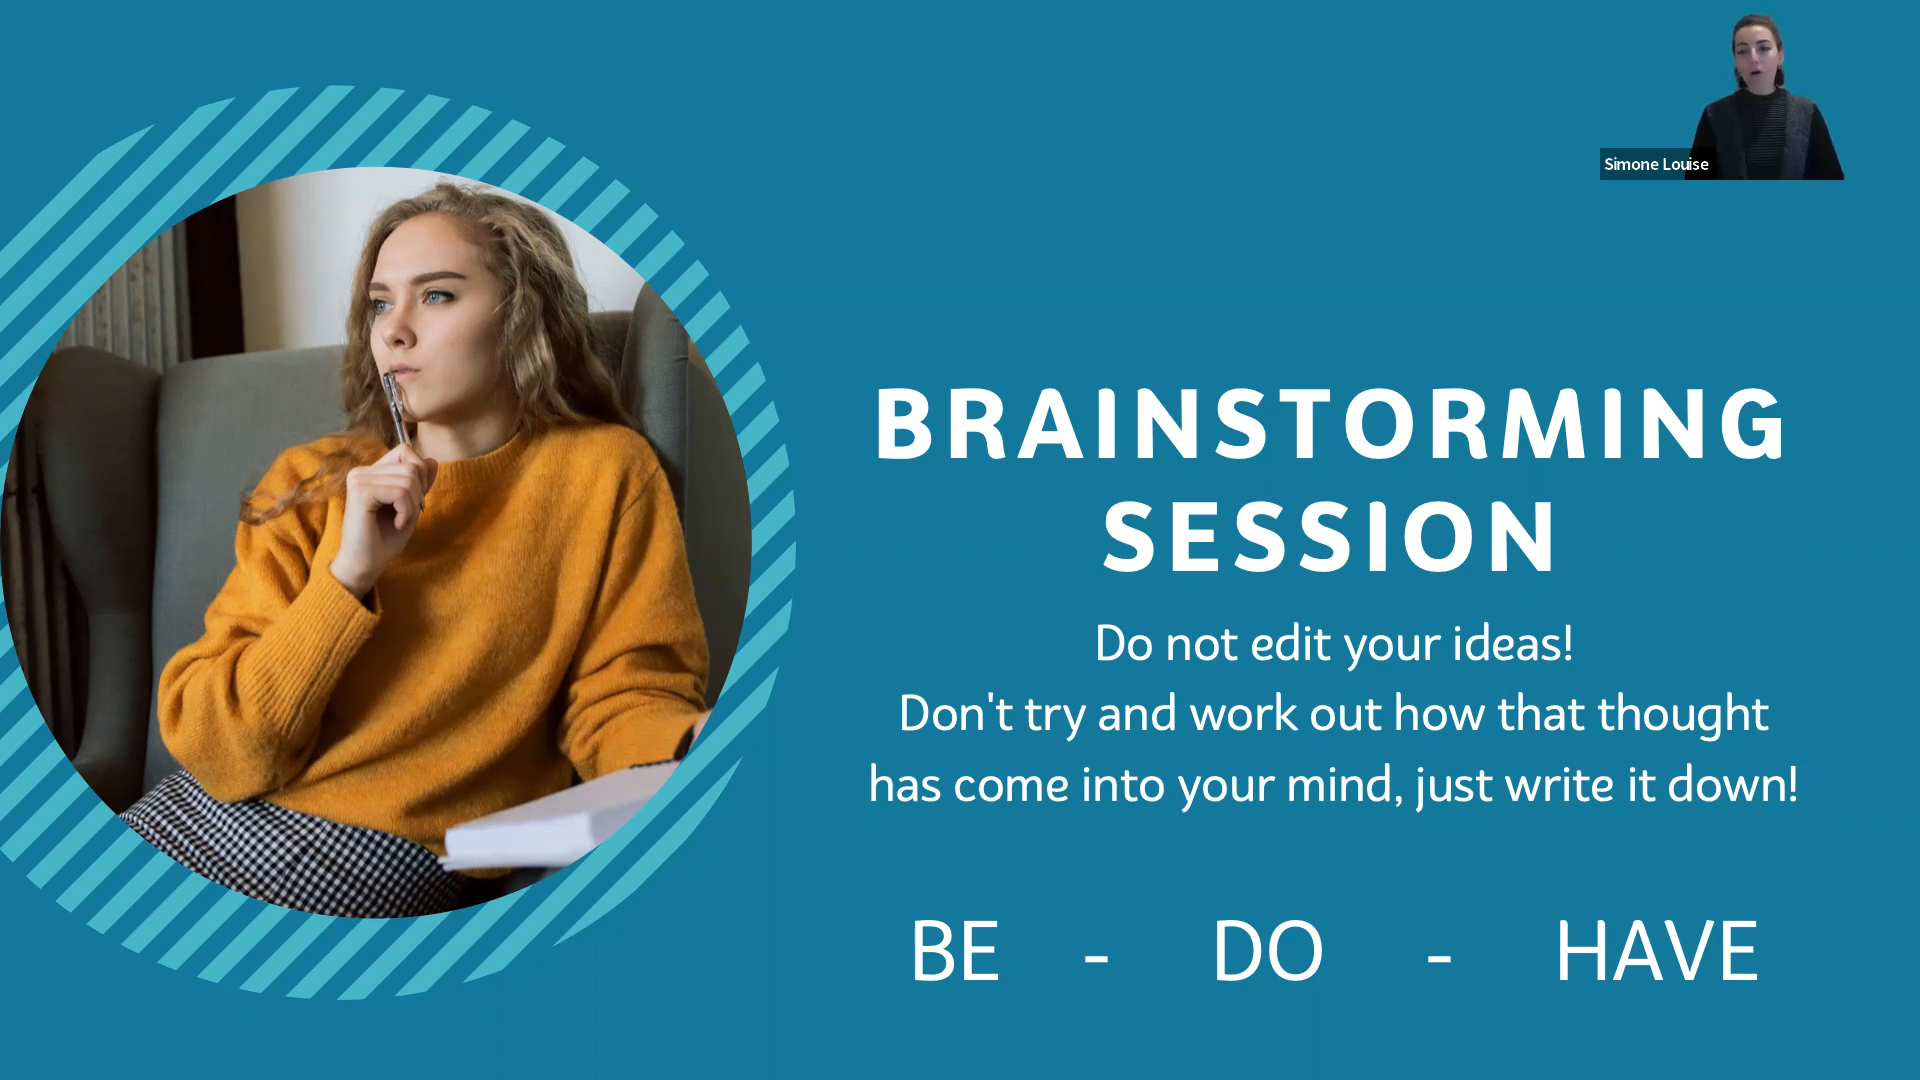 Simone Louise
BRAINSTORMING
SESSION
Do not edit your ideas!
Don't try and work out how that thought
has come into your mind, just write it down!
BE - DO - HAVE